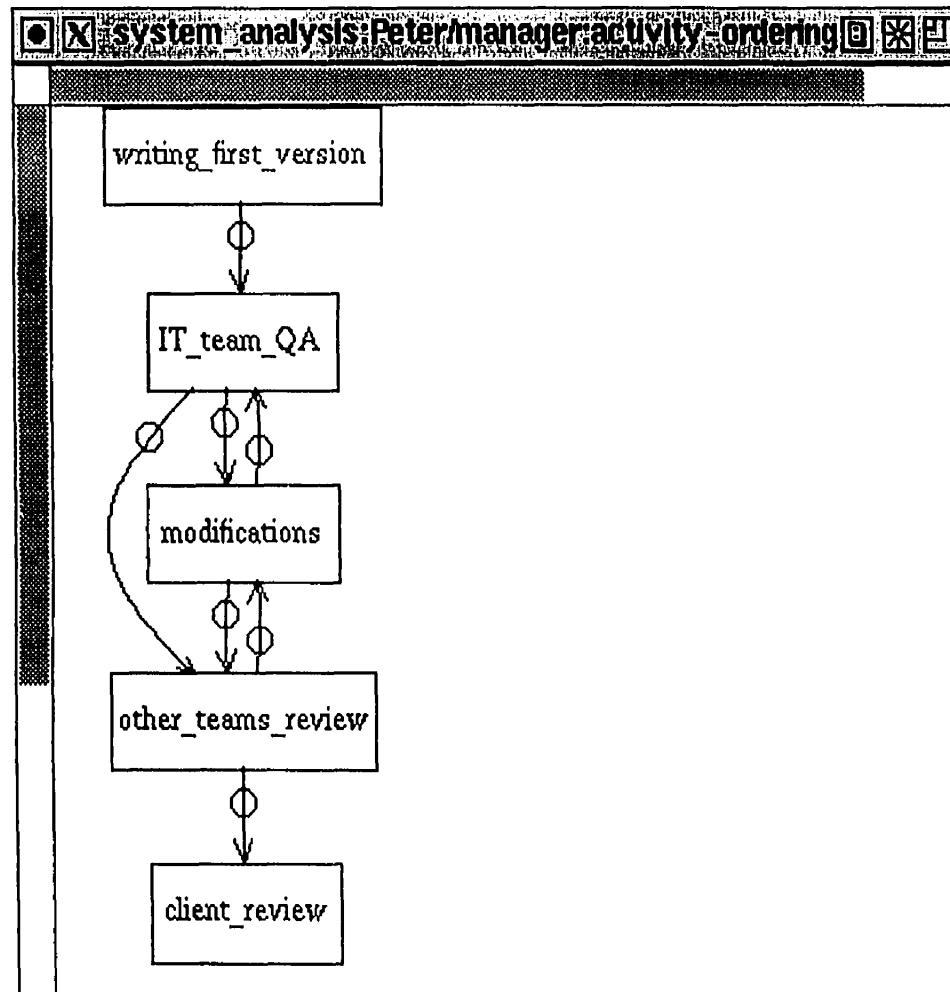 system_analysis:Peter/manager:activity-ordering
writing_first_version
IT_team_QA
modifications
other_teams_review
client_review